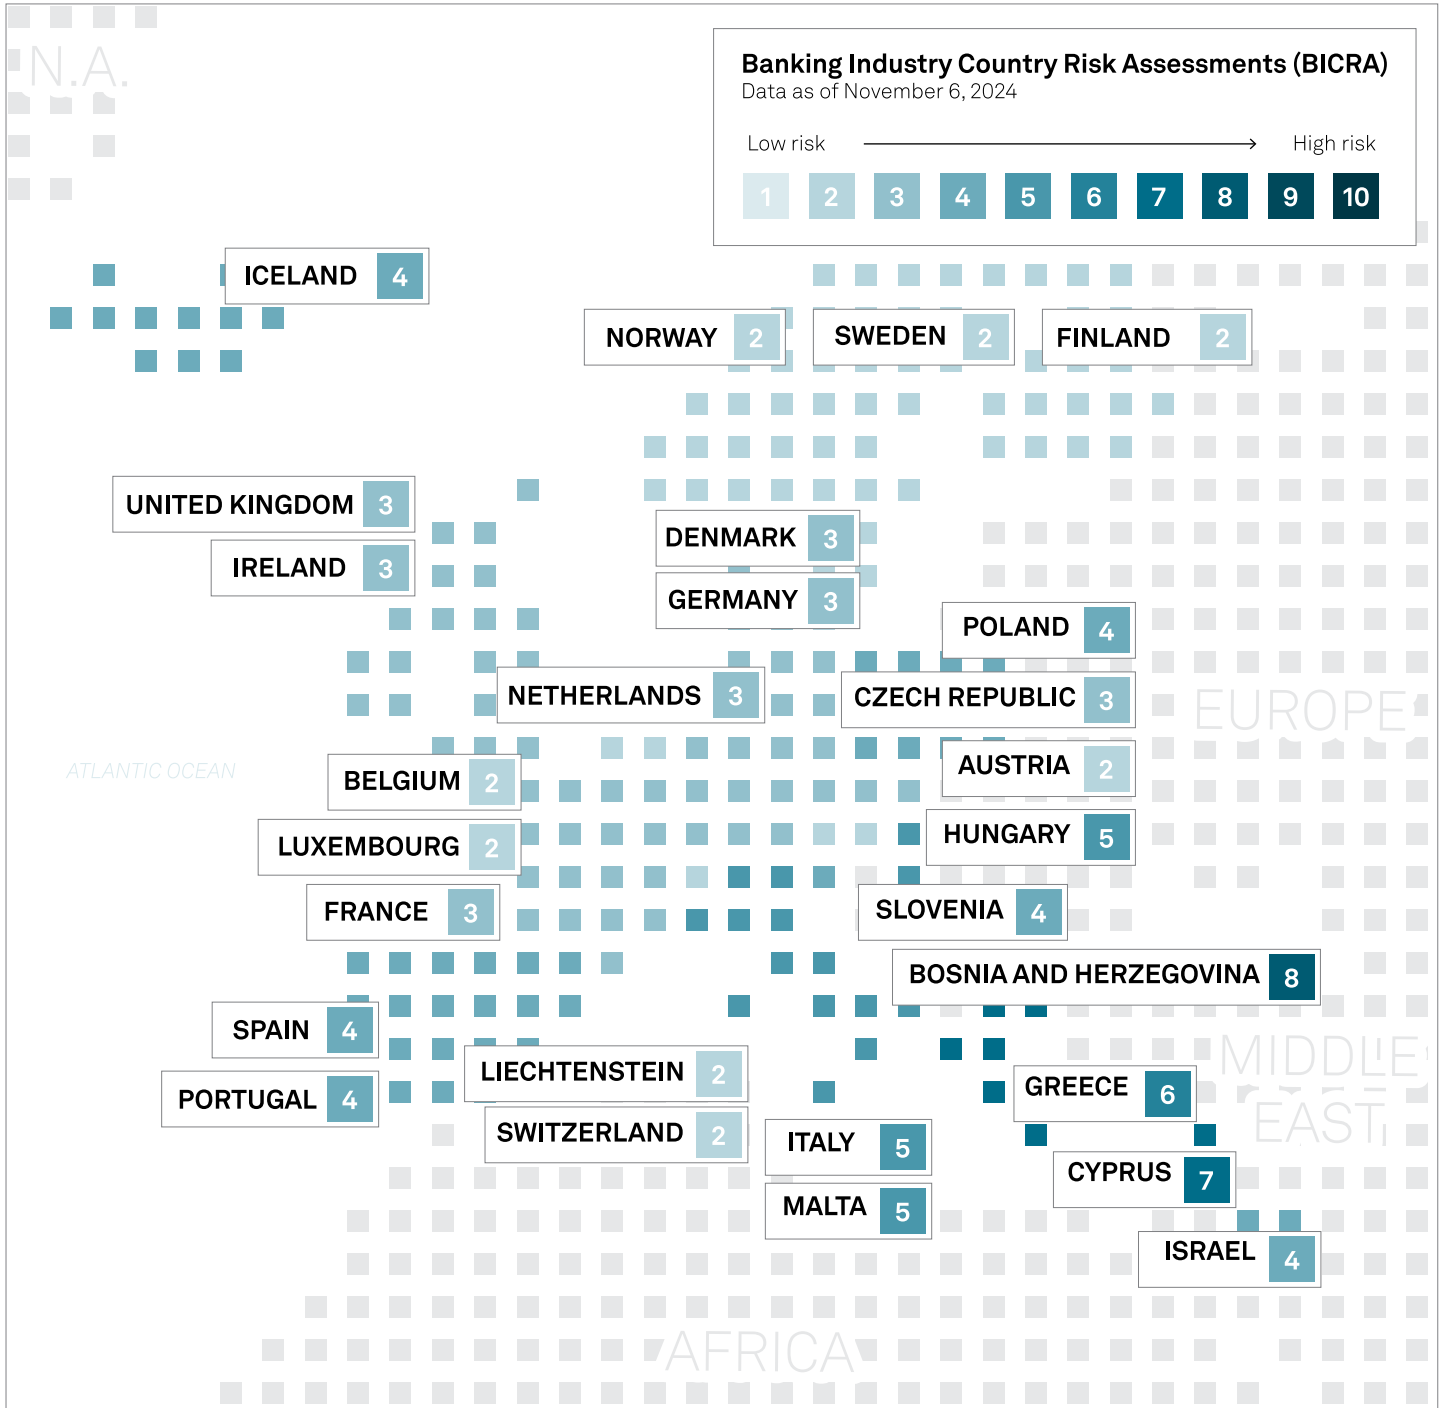 N.A.
Banking Industry Country Risk Assessments (BICRA)
Data as of November 6, 2024
Low risk High risk
1 2 3 4 5 6 7 8 9 10
ICELAND 4
NORWAY 2
SWEDEN 2
FINLAND 2
UNITED KINGDOM 3
IRELAND 3
DENMARK 3
GERMANY 3
POLAND 4
NETHERLANDS 3
CZECH REPUBLIC 3
EUROPE
ATLANTIC OCEAN
BELGIUM 2
AUSTRIA 2
LUXEMBOURG 2
HUNGARY 5
FRANCE 3
SLOVENIA 4
BOSNIA AND HERZEGOVINA 8
SPAIN 4
PORTUGAL 4
LIECHTENSTEIN 2
SWITZERLAND 2
MIDDLE
EAST
GREECE 6
ITALY 5
MALTA 5
CYPRUS 7
ISRAEL 4
AFRICA